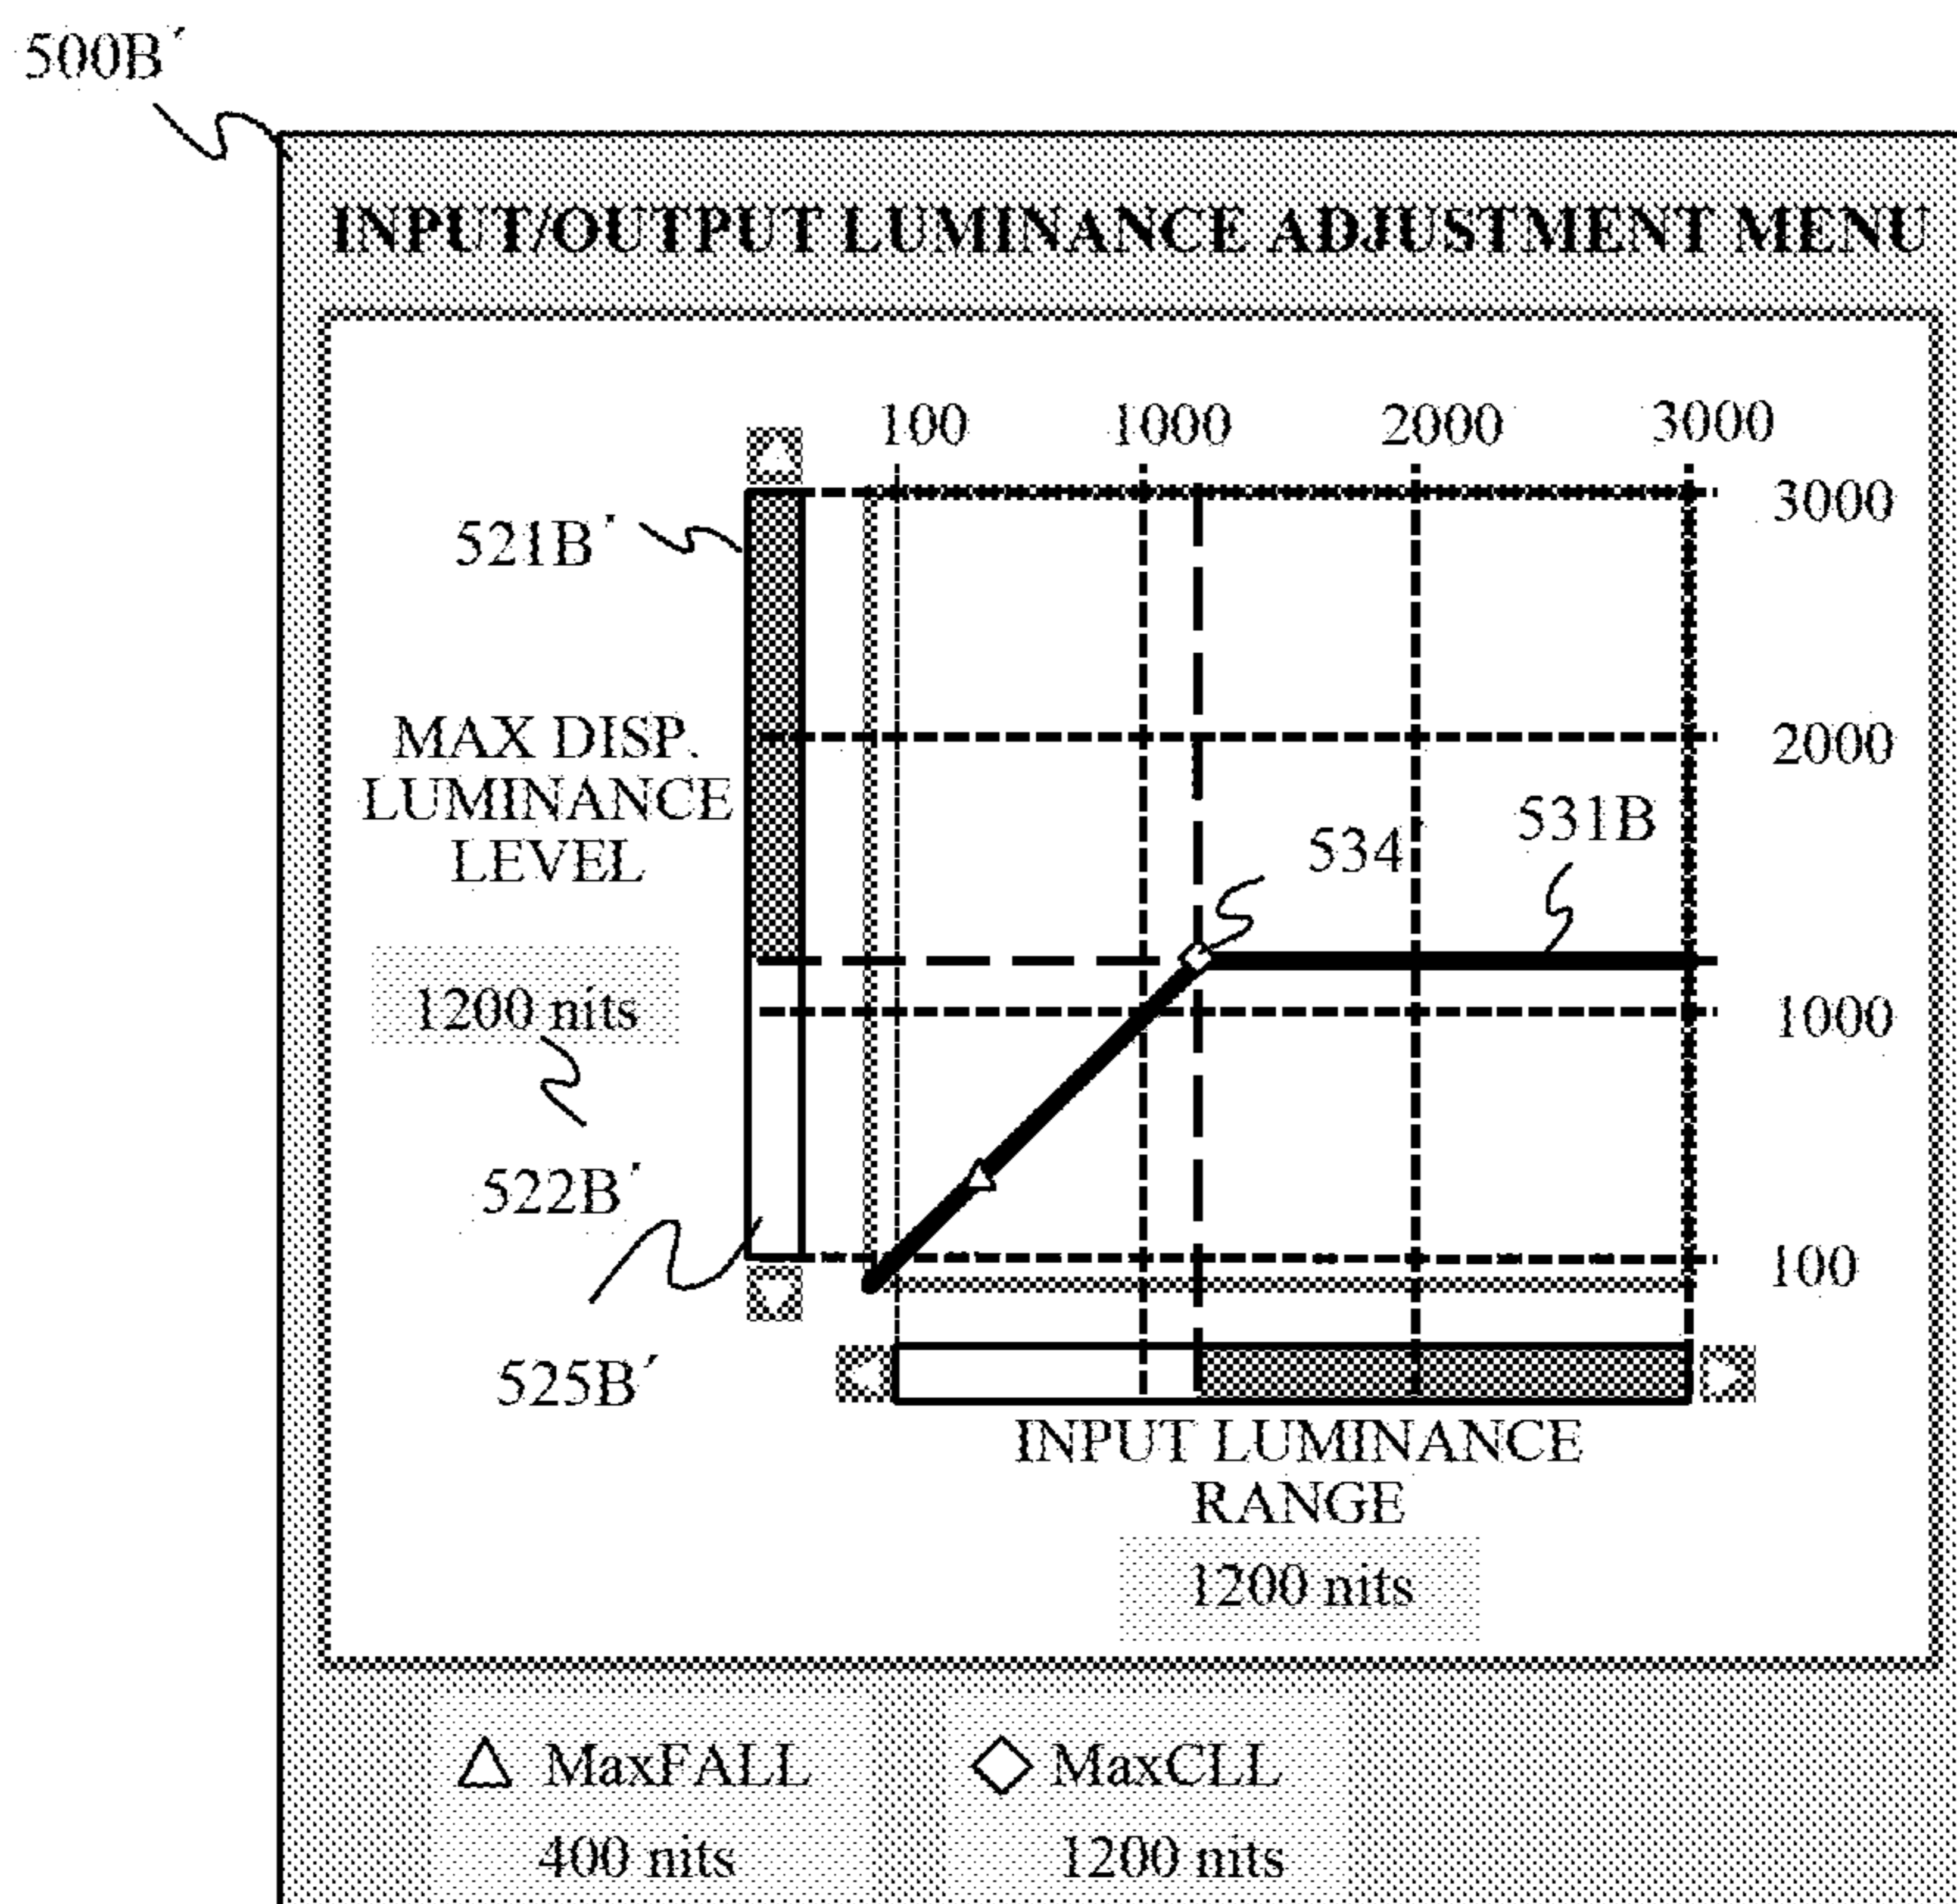 500B´
INPUT/OUTPUT LUMINANCE ADJUSTMENT MENU
100 1000 2000 3000
3000
521B´
MAX DISP.
LUMINANCE
LEVEL
2000
534´
531B
1200 nits
1000
522B´
100
525B´
INPUT LUMINANCE
RANGE
1200 nits
△ MaxFALL
400 nits
◇ MaxCLL
1200 nits